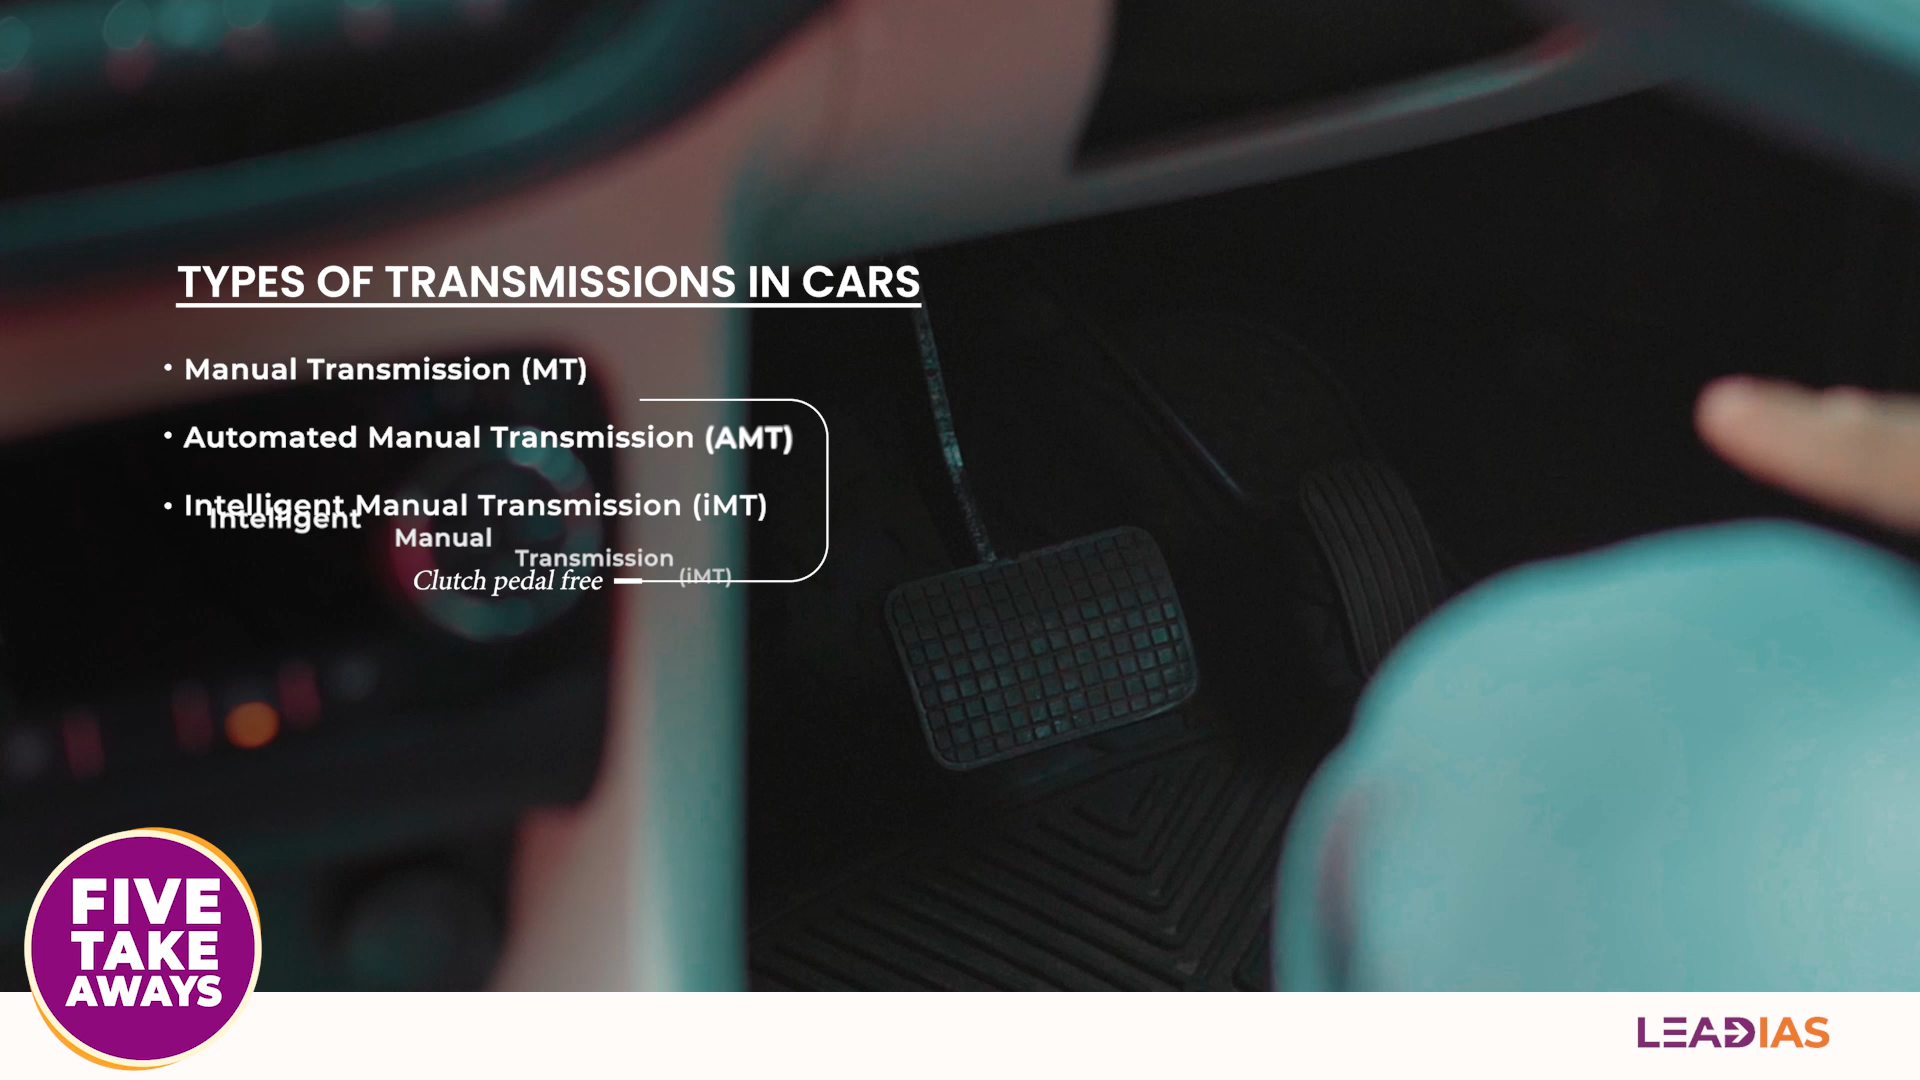 TYPES OF TRANSMISSIONS IN CARS
• Manual Transmission (MT)
• Automated Manual Transmission (AMT)
• Intelligent Manual Transmission (iMT)
Intelligent
Manual
Transmission
(iMT)
Clutch pedal free
FIVE
TAKE
AWAYS
LEADIAS